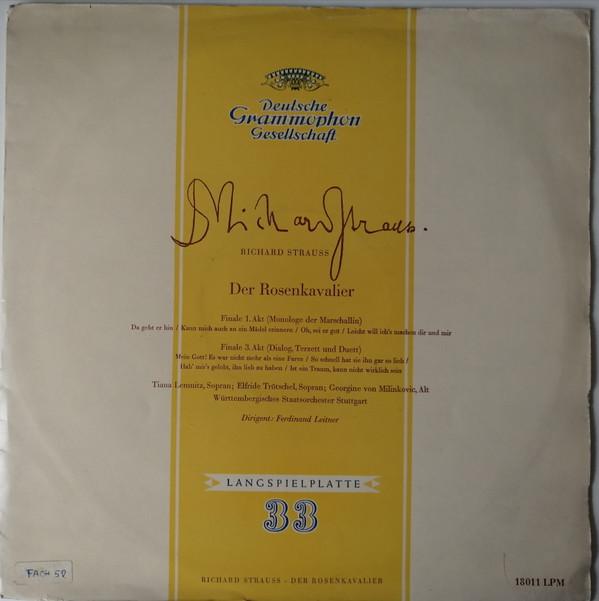 Deutsche
Grammophon
Gesellschaft
Richard Strauss.
RICHARD STRAUSS
Der Rosenkavalier
Finale 1. Akt (Monologe der Marschallin)
Da geht er hin / Kann mich auch an ein Mädel erinnern / Oh, sei er gut / Leicht will ich's machen dir und mir
Finale 3. Akt (Dialog, Terzett und Duett)
Mein Gott! Es war nicht mehr als eine Farce / So schnell hat sie ihn gar so lieb /
Hab' mir's gelobt, ihn lieb zu haben / Ist ein Traum, kann nicht wirklich sein
Tiana Lemnitz, Sopran; Elfride Trötschel, Sopran; Georgine von Milinkovic, Alt
Württembergisches Staatsorchester Stuttgart
Dirigent: Ferdinand Leitner
LANGSPIELPLATTE
33
FACH 52
RICHARD STRAUSS - DER ROSENKAVALIER
18011 LPM